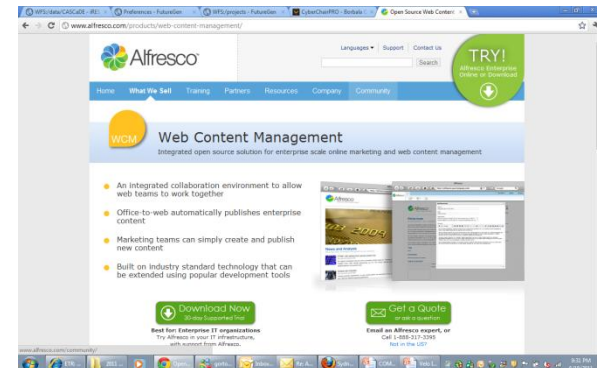 WFS/data/CASCaDE - iRE
Preferences - FutureGen
WFS/projects - FutureGen
CyberChairPRO - Borbala
Open Source Web Content
www.alfresco.com/products/web-content-management/
Alfresco
Languages Support Contact Us
Search
TRY!
Alfresco Enterprise
Online or Download
Home What We Sell Training Partners Resources Company Community
WCM
Web Content Management
Integrated open source solution for enterprise scale online marketing and web content management
An integrated collaboration environment to allow
web teams to work together
Office-to-web automatically publishes enterprise
content
Marketing teams can simply create and publish
new content
Built on industry standard technology that can
be extended using popular development tools
Download Now
30-day Supported Trial
Get a Quote
or ask a question
Best for: Enterprise IT organizations
Try Alfresco in your IT infrastructure,
with support from Alfresco.
Email an Alfresco expert, or
Call 1-888-317-3395
Not in the US?
www.alfresco.com/community/
9:32 PM